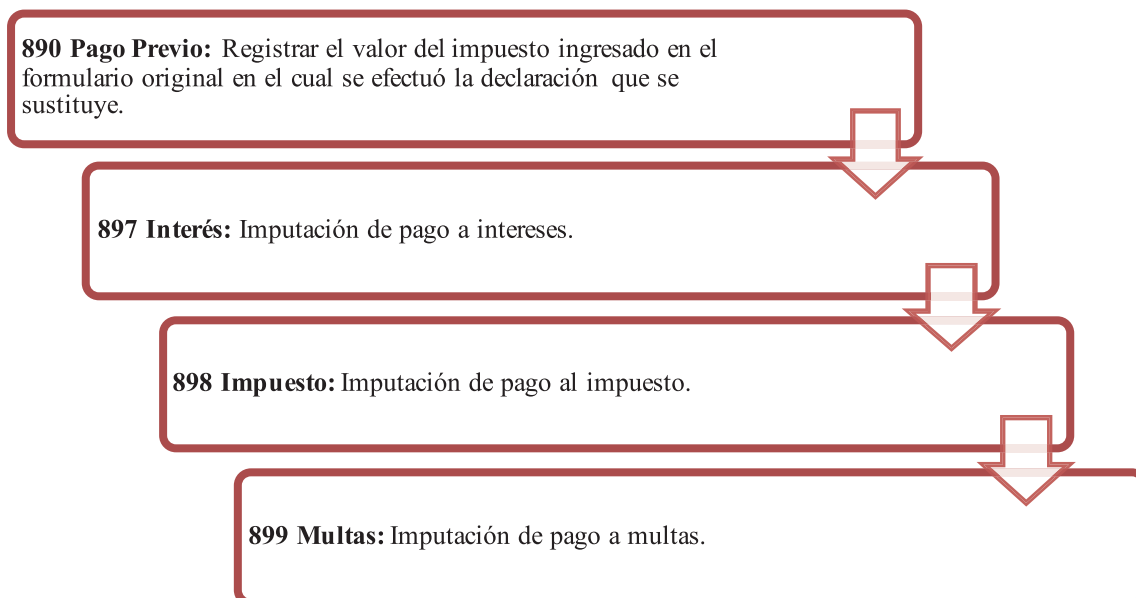 890 Pago Previo: Registrar el valor del impuesto ingresado en el
formulario original en el cual se efectuó la declaración que se
sustituye.
897 Interés: Imputación de pago a intereses.
898 Impuesto: Imputación de pago al impuesto.
899 Multas: Imputación de pago a multas.